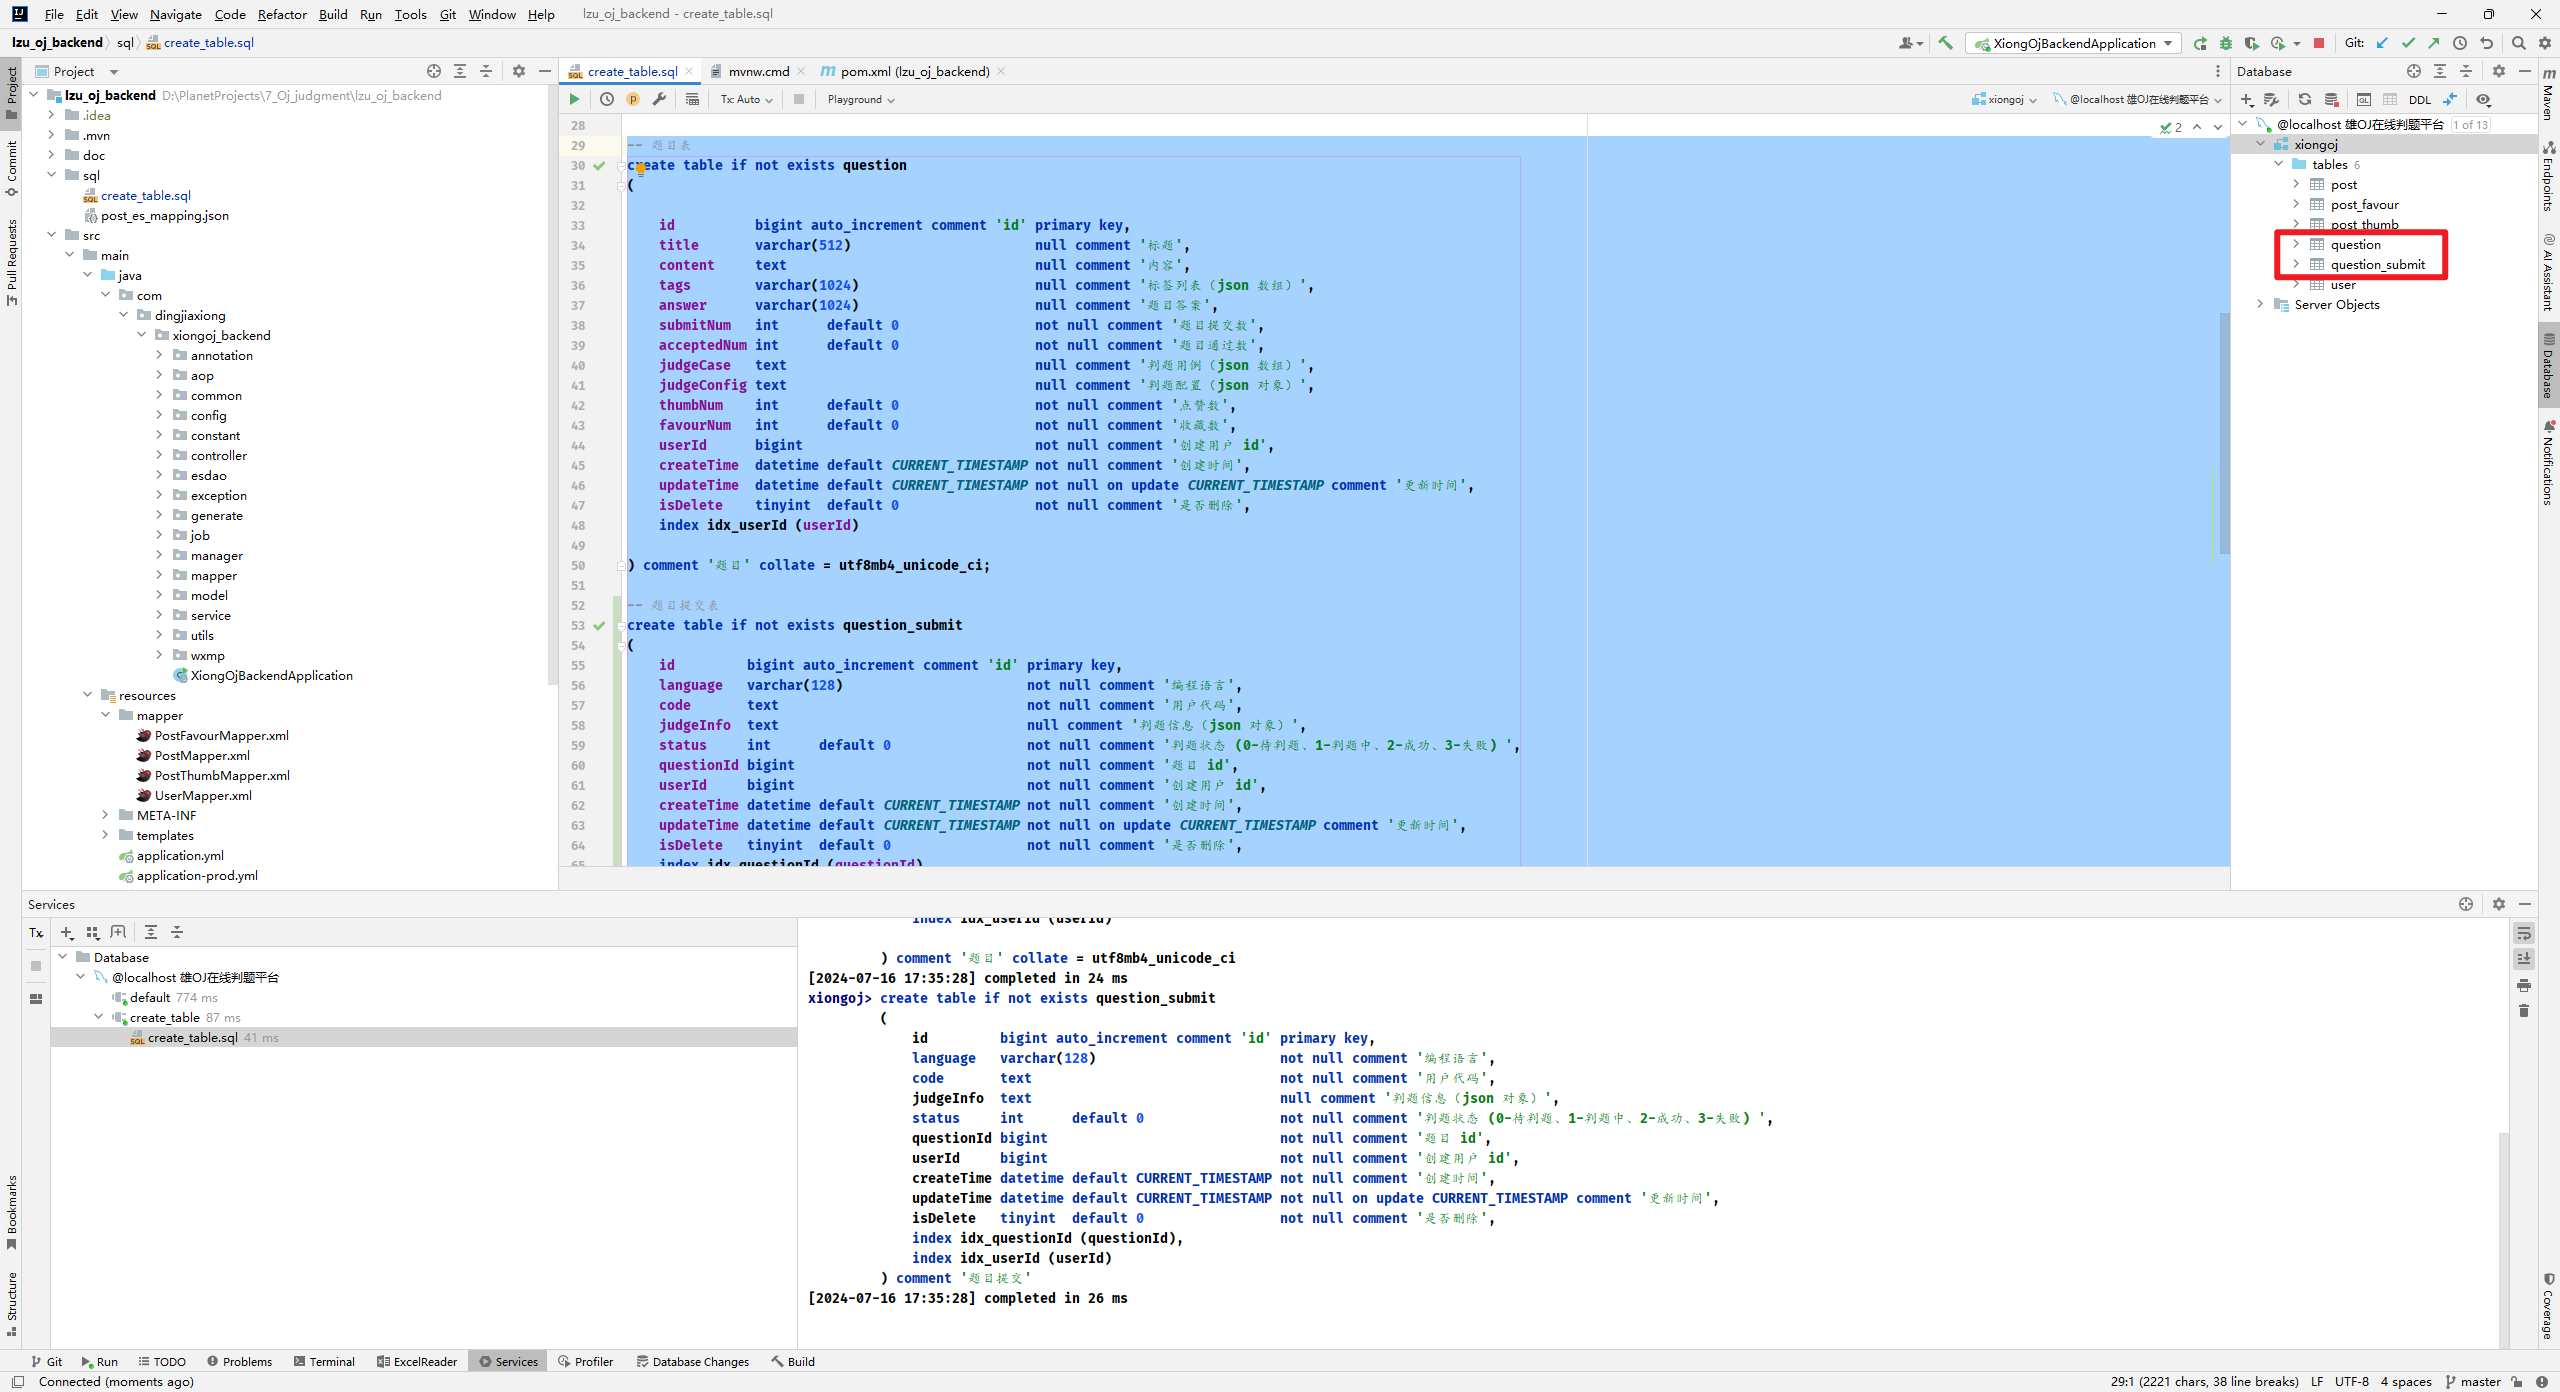 File Edit View Navigate Code Refactor Build Run Tools Git Window Help lzu_oj_backend - create_table.sql
lzu_oj_backend sql create_table.sql XiongOjBackendApplication Git:
Project create_table.sql mvnw.cmd pom.xml (lzu_oj_backend) Database
Tx: Auto Playground xiongoj @localhost 雄OJ在线判题平台 DDL
Project
Commit
Pull Requests
Bookmarks
Structure
lzu_oj_backend D:\PlanetProjects\7_Oj_judgment\lzu_oj_backend
.idea
.mvn
doc
sql
create_table.sql
post_es_mapping.json
src
main
java
com
dingjiaxiong
xiongoj_backend
annotation
aop
common
config
constant
controller
esdao
exception
generate
job
manager
mapper
model
service
utils
wxmp
XiongOjBackendApplication
resources
mapper
PostFavourMapper.xml
PostMapper.xml
PostThumbMapper.xml
UserMapper.xml
META-INF
templates
application.yml
application-prod.yml
28
29 -- 题目表
30 create table if not exists question
31 (
32
33 id bigint auto_increment comment 'id' primary key,
34 title varchar(512) null comment '标题',
35 content text null comment '内容',
36 tags varchar(1024) null comment '标签列表（json 数组）',
37 answer varchar(1024) null comment '题目答案',
38 submitNum int default 0 not null comment '题目提交数',
39 acceptedNum int default 0 not null comment '题目通过数',
40 judgeCase text null comment '判题用例（json 数组）',
41 judgeConfig text null comment '判题配置（json 对象）',
42 thumbNum int default 0 not null comment '点赞数',
43 favourNum int default 0 not null comment '收藏数',
44 userId bigint not null comment '创建用户 id',
45 createTime datetime default CURRENT_TIMESTAMP not null comment '创建时间',
46 updateTime datetime default CURRENT_TIMESTAMP not null on update CURRENT_TIMESTAMP comment '更新时间',
47 isDelete tinyint default 0 not null comment '是否删除',
48 index idx_userId (userId)
49
50 ) comment '题目' collate = utf8mb4_unicode_ci;
51
52 -- 题目提交表
53 create table if not exists question_submit
54 (
55 id bigint auto_increment comment 'id' primary key,
56 language varchar(128) not null comment '编程语言',
57 code text not null comment '用户代码',
58 judgeInfo text null comment '判题信息（json 对象）',
59 status int default 0 not null comment '判题状态 (0-待判题、1-判题中、2-成功、3-失败) ',
60 questionId bigint not null comment '题目 id',
61 userId bigint not null comment '创建用户 id',
62 createTime datetime default CURRENT_TIMESTAMP not null comment '创建时间',
63 updateTime datetime default CURRENT_TIMESTAMP not null on update CURRENT_TIMESTAMP comment '更新时间',
64 isDelete tinyint default 0 not null comment '是否删除',
65 index idx_questionId (questionId)
2
@localhost 雄OJ在线判题平台 1 of 13
xiongoj
tables 6
post
post_favour
post_thumb
question
question_submit
user
Server Objects
Maven
Endpoints
AI Assistant
Database
Notifications
Coverage
Services
Tx
Database
@localhost 雄OJ在线判题平台
default 774 ms
create_table 87 ms
create_table.sql 41 ms
index idx_userId (userId)
) comment '题目' collate = utf8mb4_unicode_ci
[2024-07-16 17:35:28] completed in 24 ms
xiongoj> create table if not exists question_submit
(
id bigint auto_increment comment 'id' primary key,
language varchar(128) not null comment '编程语言',
code text not null comment '用户代码',
judgeInfo text null comment '判题信息（json 对象）',
status int default 0 not null comment '判题状态 (0-待判题、1-判题中、2-成功、3-失败) ',
questionId bigint not null comment '题目 id',
userId bigint not null comment '创建用户 id',
createTime datetime default CURRENT_TIMESTAMP not null comment '创建时间',
updateTime datetime default CURRENT_TIMESTAMP not null on update CURRENT_TIMESTAMP comment '更新时间',
isDelete tinyint default 0 not null comment '是否删除',
index idx_questionId (questionId),
index idx_userId (userId)
) comment '题目提交'
[2024-07-16 17:35:28] completed in 26 ms
Git Run TODO Problems Terminal ExcelReader Services Profiler Database Changes Build
Connected (moments ago) 29:1 (2221 chars, 38 line breaks) LF UTF-8 4 spaces master